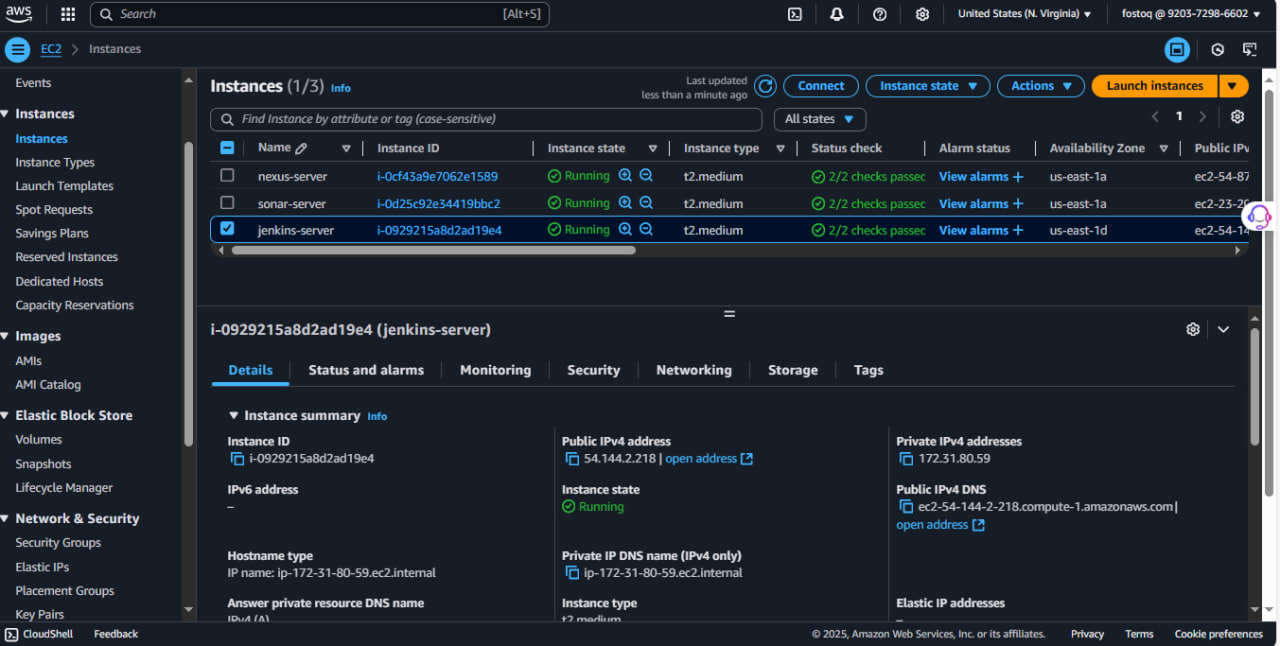 aws Search [Alt+S] United States (N. Virginia) fostoq @ 9203-7298-6602
EC2 Instances
Events
Instances
Instances
Instance Types
Launch Templates
Spot Requests
Savings Plans
Reserved Instances
Dedicated Hosts
Capacity Reservations
Images
AMIs
AMI Catalog
Elastic Block Store
Volumes
Snapshots
Lifecycle Manager
Network & Security
Security Groups
Elastic IPs
Placement Groups
Key Pairs
Instances (1/3) Info
Last updated
less than a minute ago
Connect Instance state Actions Launch instances
Find Instance by attribute or tag (case-sensitive) All states 1
Name Instance ID Instance state Instance type Status check Alarm status Availability Zone Public IPv
nexus-server i-0cf43a9e7062e1589 Running t2.medium 2/2 checks passec View alarms + us-east-1a ec2-54-87
sonar-server i-0d25c92e34419bbc2 Running t2.medium 2/2 checks passec View alarms + us-east-1a ec2-23-20
jenkins-server i-0929215a8d2ad19e4 Running t2.medium 2/2 checks passec View alarms + us-east-1d ec2-54-14
i-0929215a8d2ad19e4 (jenkins-server)
Details Status and alarms Monitoring Security Networking Storage Tags
Instance summary Info
Instance ID
i-0929215a8d2ad19e4
Public IPv4 address
54.144.2.218 | open address
Private IPv4 addresses
172.31.80.59
IPv6 address
–
Instance state
Running
Public IPv4 DNS
ec2-54-144-2-218.compute-1.amazonaws.com |
open address
Hostname type
IP name: ip-172-31-80-59.ec2.internal
Private IP DNS name (IPv4 only)
ip-172-31-80-59.ec2.internal
Answer private resource DNS name
IPv4 (A)
Instance type
t2.medium
Elastic IP addresses
–
CloudShell Feedback © 2025, Amazon Web Services, Inc. or its affiliates. Privacy Terms Cookie preferences